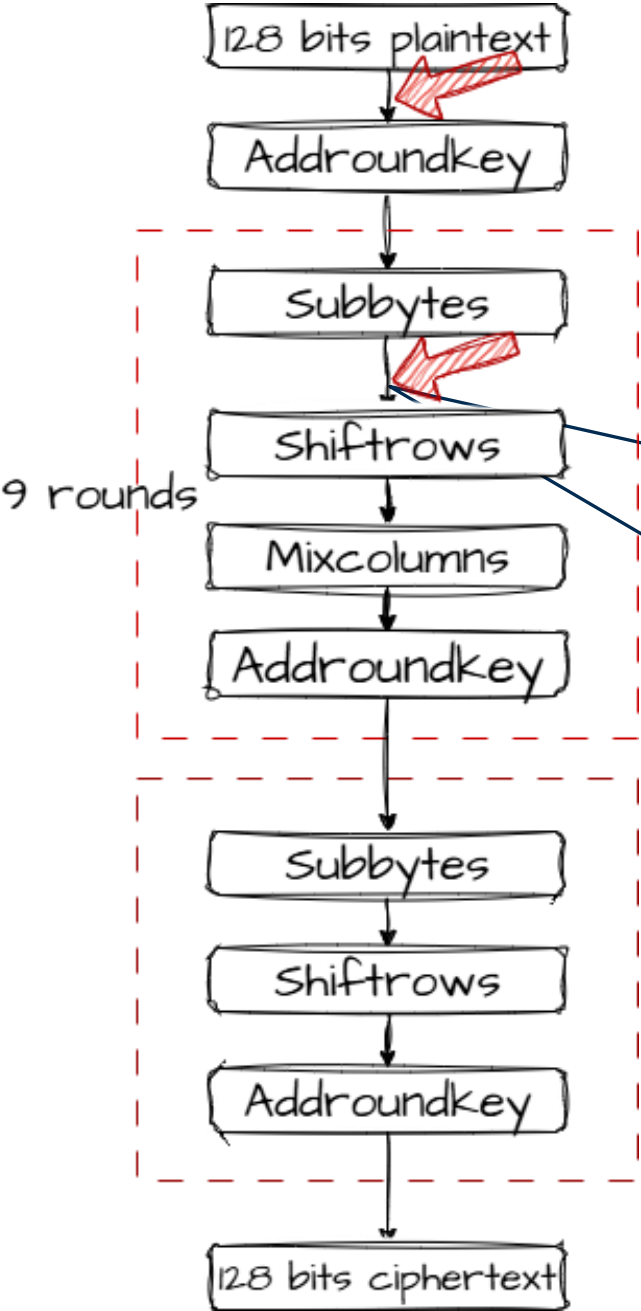 128 bits plaintext
Addroundkey
Subbytes
Shiftrows
9 rounds
Mixcolumns
Addroundkey
Subbytes
Shiftrows
Addroundkey
128 bits ciphertext